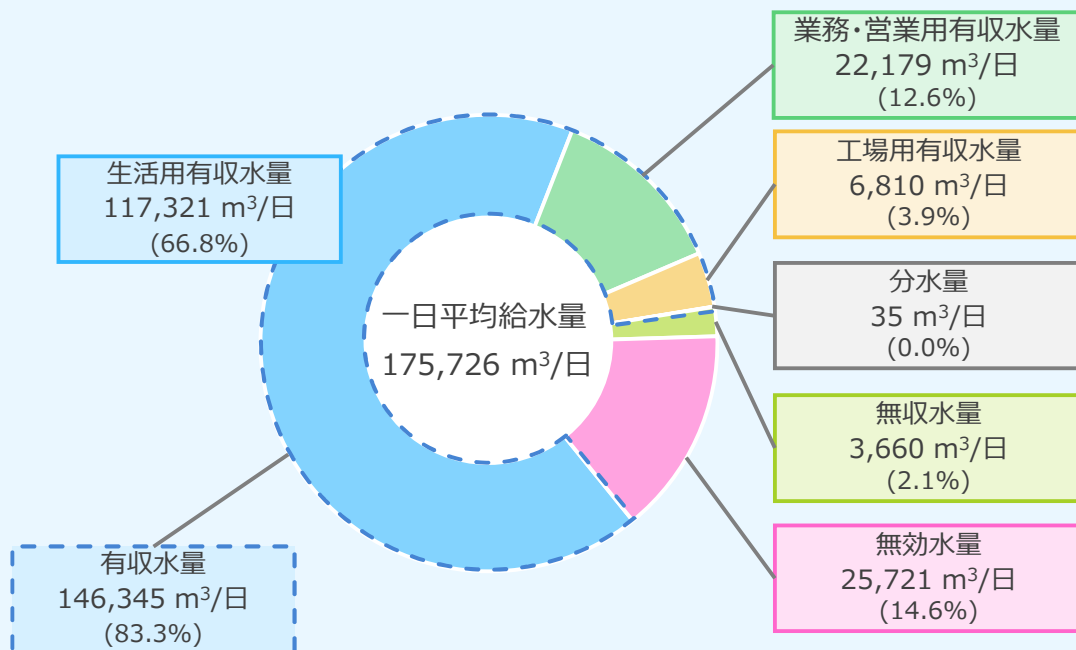 業務・営業用有収水量
22,179 m³/日
(12.6%)
工場用有収水量
6,810 m³/日
(3.9%)
生活用有収水量
117,321 m³/日
(66.8%)
分水量
35 m³/日
(0.0%)
一日平均給水量
175,726 m³/日
無収水量
3,660 m³/日
(2.1%)
無効水量
25,721 m³/日
(14.6%)
有収水量
146,345 m³/日
(83.3%)